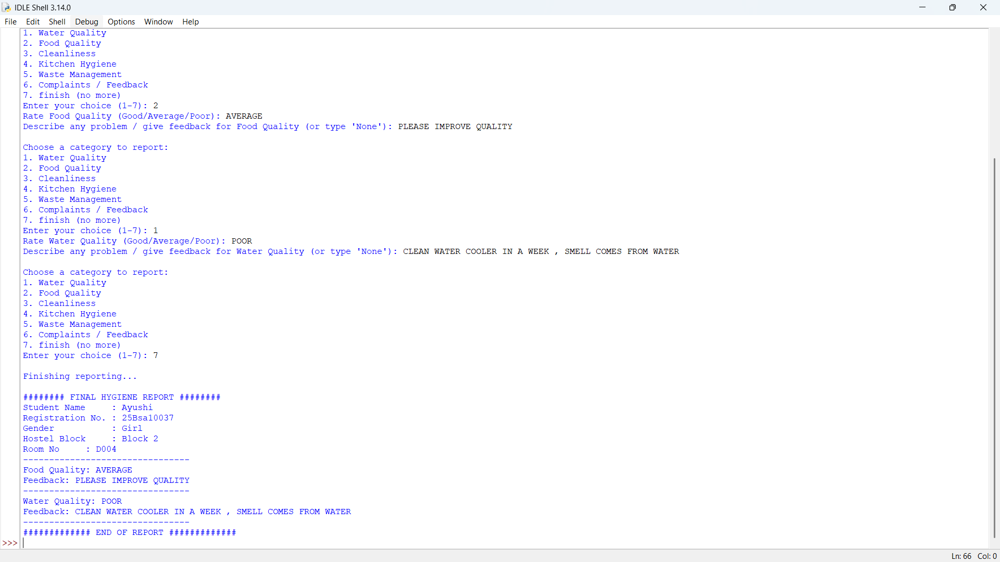 IDLE Shell 3.14.0
File Edit Shell Debug Options Window Help
1. Water Quality
2. Food Quality
3. Cleanliness
4. Kitchen Hygiene
5. Waste Management
6. Complaints / Feedback
7. finish (no more)
Enter your choice (1-7): 2
Rate Food Quality (Good/Average/Poor): AVERAGE
Describe any problem / give feedback for Food Quality (or type 'None'): PLEASE IMPROVE QUALITY
Choose a category to report:
1. Water Quality
2. Food Quality
3. Cleanliness
4. Kitchen Hygiene
5. Waste Management
6. Complaints / Feedback
7. finish (no more)
Enter your choice (1-7): 1
Rate Water Quality (Good/Average/Poor): POOR
Describe any problem / give feedback for Water Quality (or type 'None'): CLEAN WATER COOLER IN A WEEK , SMELL COMES FROM WATER
Choose a category to report:
1. Water Quality
2. Food Quality
3. Cleanliness
4. Kitchen Hygiene
5. Waste Management
6. Complaints / Feedback
7. finish (no more)
Enter your choice (1-7): 7
Finishing reporting...
######## FINAL HYGIENE REPORT ########
Student Name     : Ayushi
Registration No. : 25Bsa10037
Gender           : Girl
Hostel Block     : Block 2
Room No     : D004
--------------------------------
Food Quality: AVERAGE
Feedback: PLEASE IMPROVE QUALITY
--------------------------------
Water Quality: POOR
Feedback: CLEAN WATER COOLER IN A WEEK , SMELL COMES FROM WATER
--------------------------------
############# END OF REPORT #############
>>>
Ln: 66 Col: 0